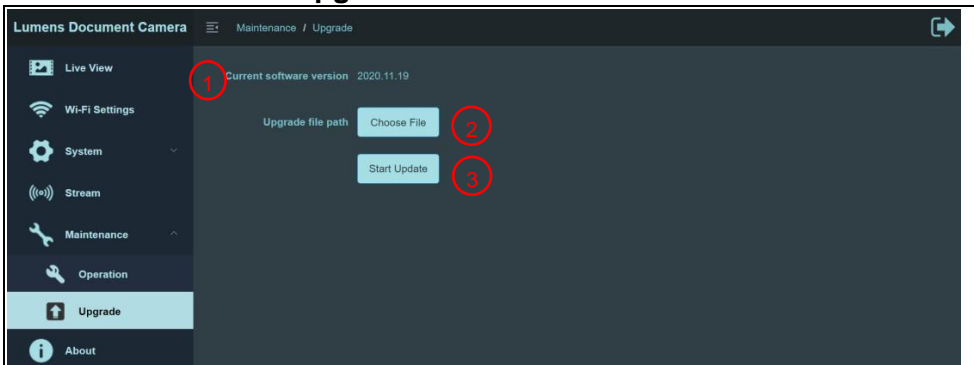 Lumens Document Camera
Maintenance / Upgrade
Live View
1
Current software version 2020.11.19
Wi-Fi Settings
Upgrade file path Choose File 2
System
Start Update 3
Stream
Maintenance
Operation
Upgrade
About